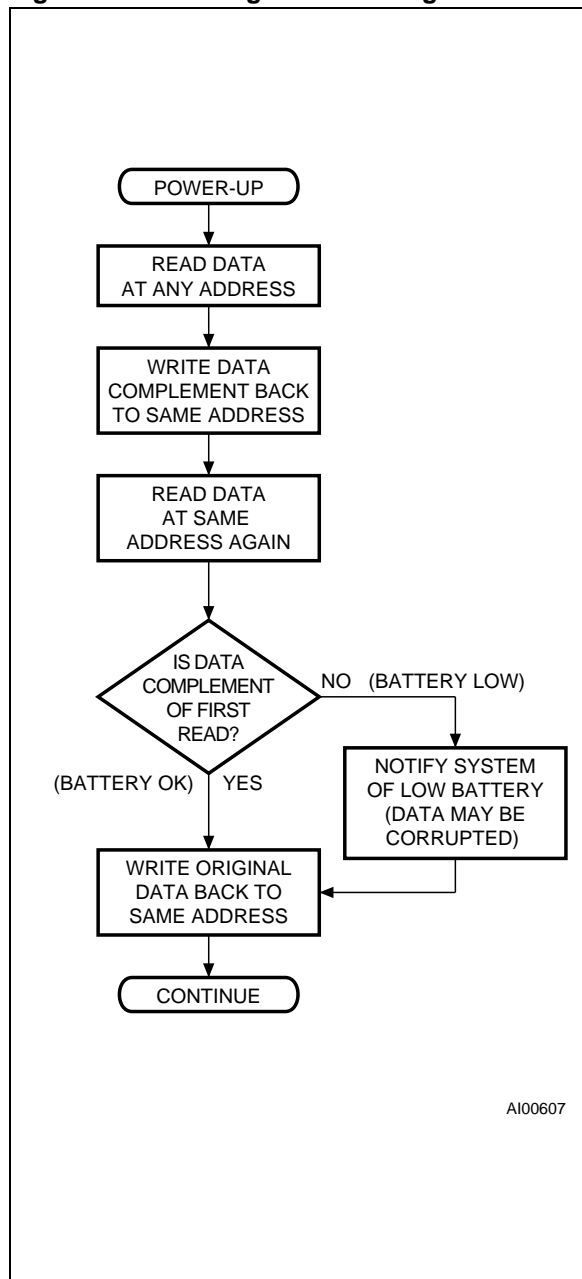 POWER-UP
READ DATA
AT ANY ADDRESS
WRITE DATA
COMPLEMENT BACK
TO SAME ADDRESS
READ DATA
AT SAME
ADDRESS AGAIN
IS DATA
COMPLEMENT
OF FIRST
READ?
NO (BATTERY LOW)
(BATTERY OK) YES
NOTIFY SYSTEM
OF LOW BATTERY
(DATA MAY BE
CORRUPTED)
WRITE ORIGINAL
DATA BACK TO
SAME ADDRESS
CONTINUE
AI00607